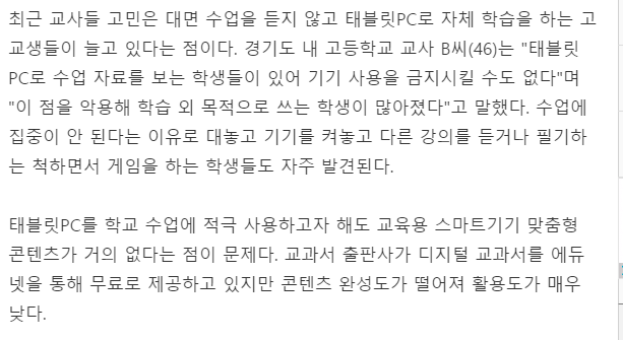 최근 교사들 고민은 대면 수업을 듣지 않고 태블릿PC로 자체 학습을 하는 고
교생들이 늘고 있다는 점이다. 경기도 내 고등학교 교사 B씨(46)는 "태블릿
PC로 수업 자료를 보는 학생들이 있어 기기 사용을 금지시킬 수도 없다"며
"이 점을 악용해 학습 외 목적으로 쓰는 학생이 많아졌다"고 말했다. 수업에
집중이 안 된다는 이유로 대놓고 기기를 켜놓고 다른 강의를 듣거나 필기하
는 척하면서 게임을 하는 학생들도 자주 발견된다.
태블릿PC를 학교 수업에 적극 사용하고자 해도 교육용 스마트기기 맞춤형
콘텐츠가 거의 없다는 점이 문제다. 교과서 출판사가 디지털 교과서를 에듀
넷을 통해 무료로 제공하고 있지만 콘텐츠 완성도가 떨어져 활용도가 매우
낮다.